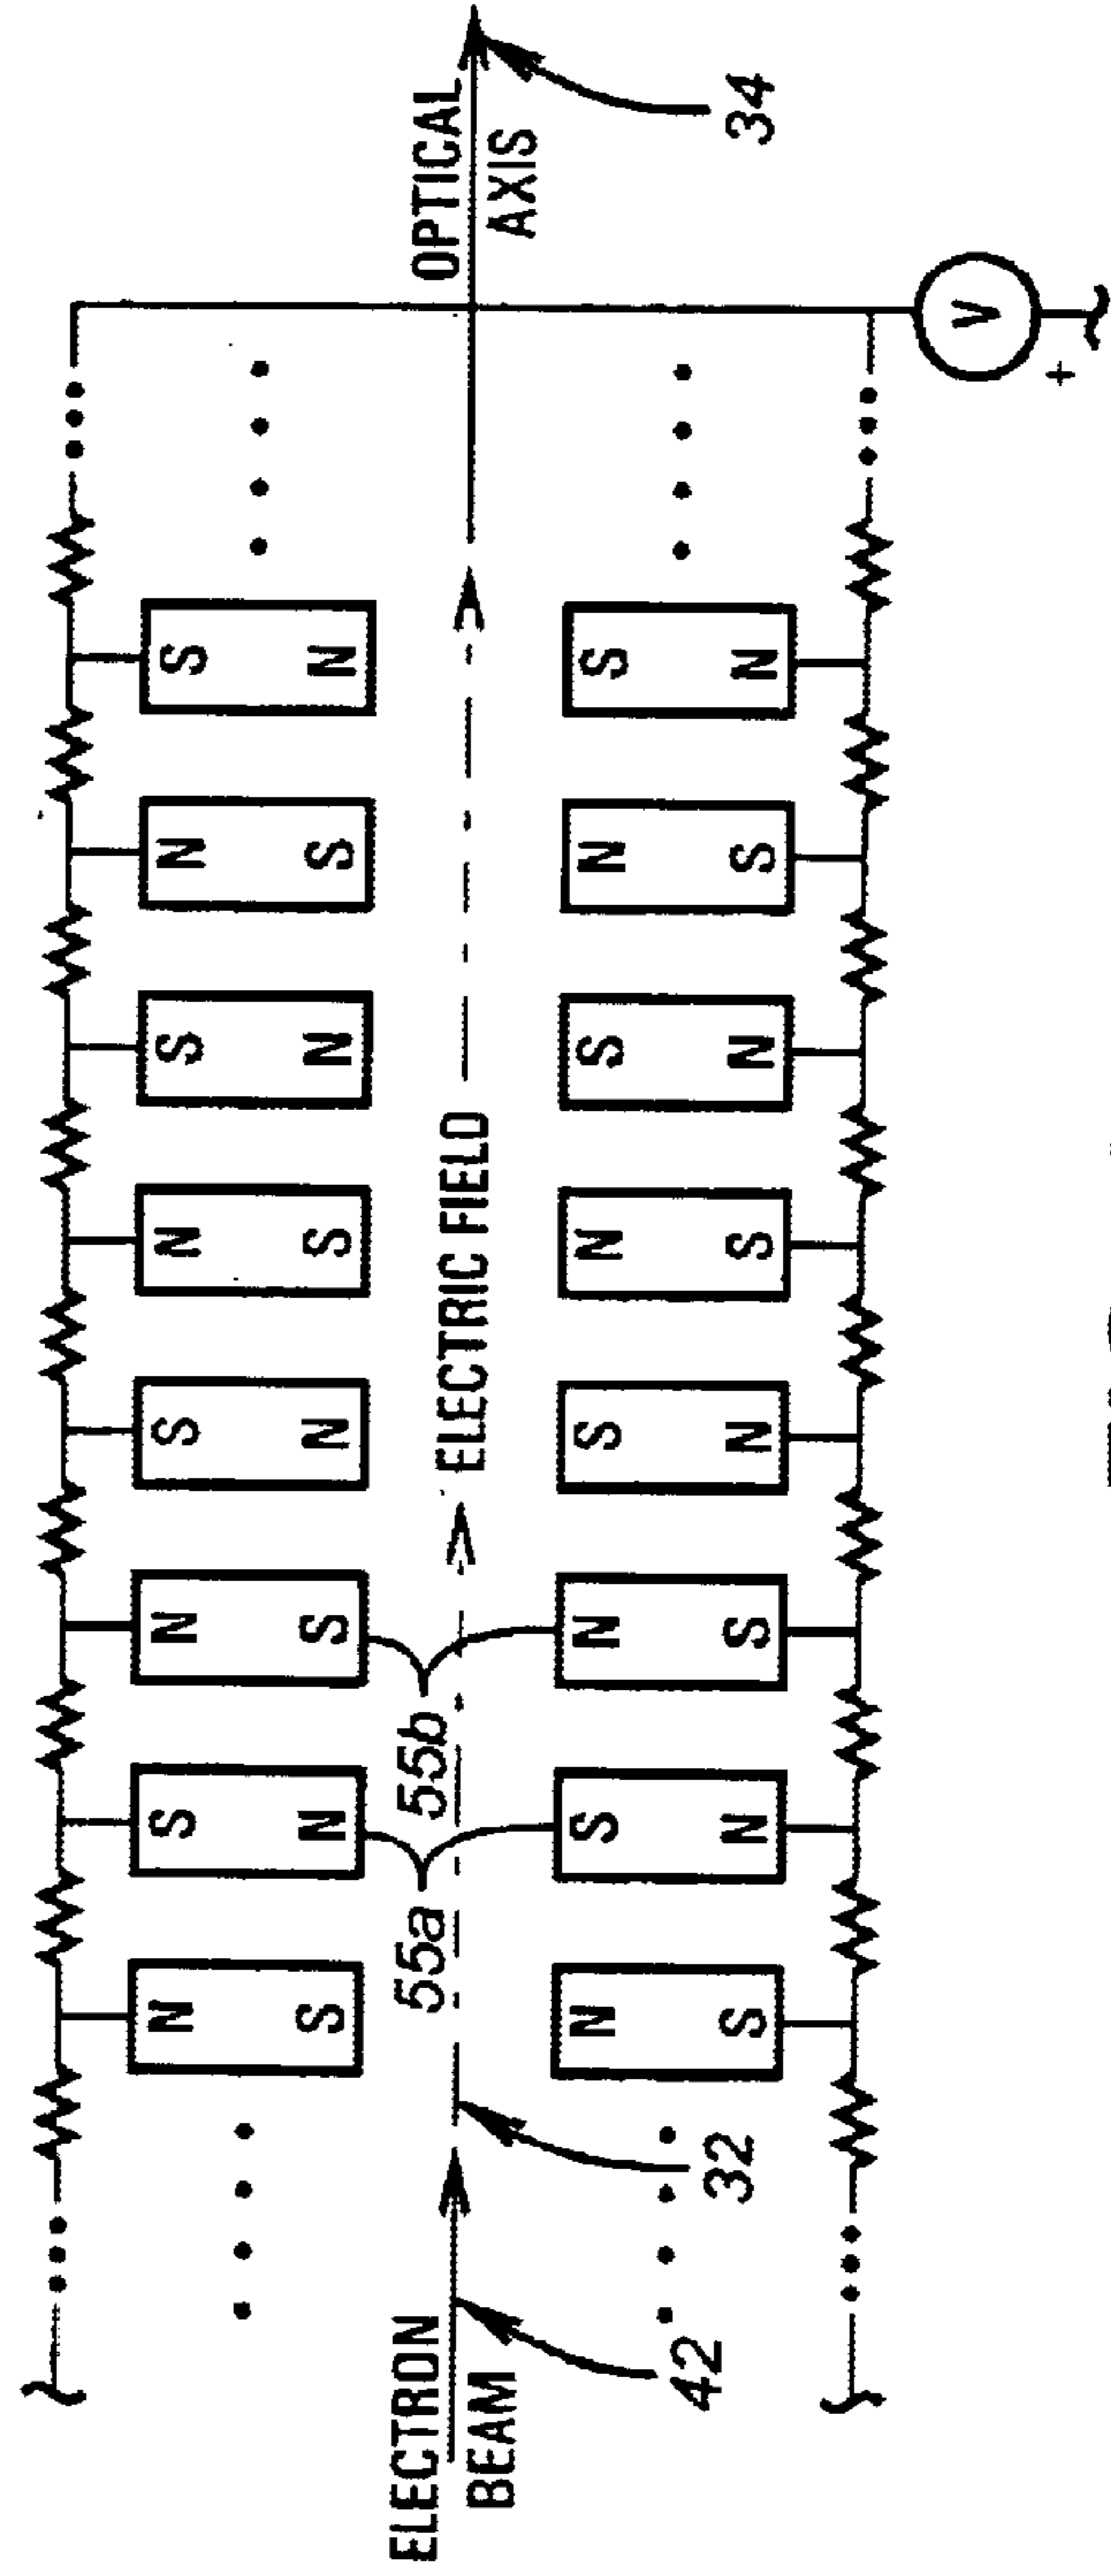 OPTICAL
AXIS
34
V
+
S N S N S N S N
N S N S N S N S
ELECTRIC FIELD
55a 55b
N S N S N S N S
S N S N S N S N
32
42
ELECTRON
BEAM